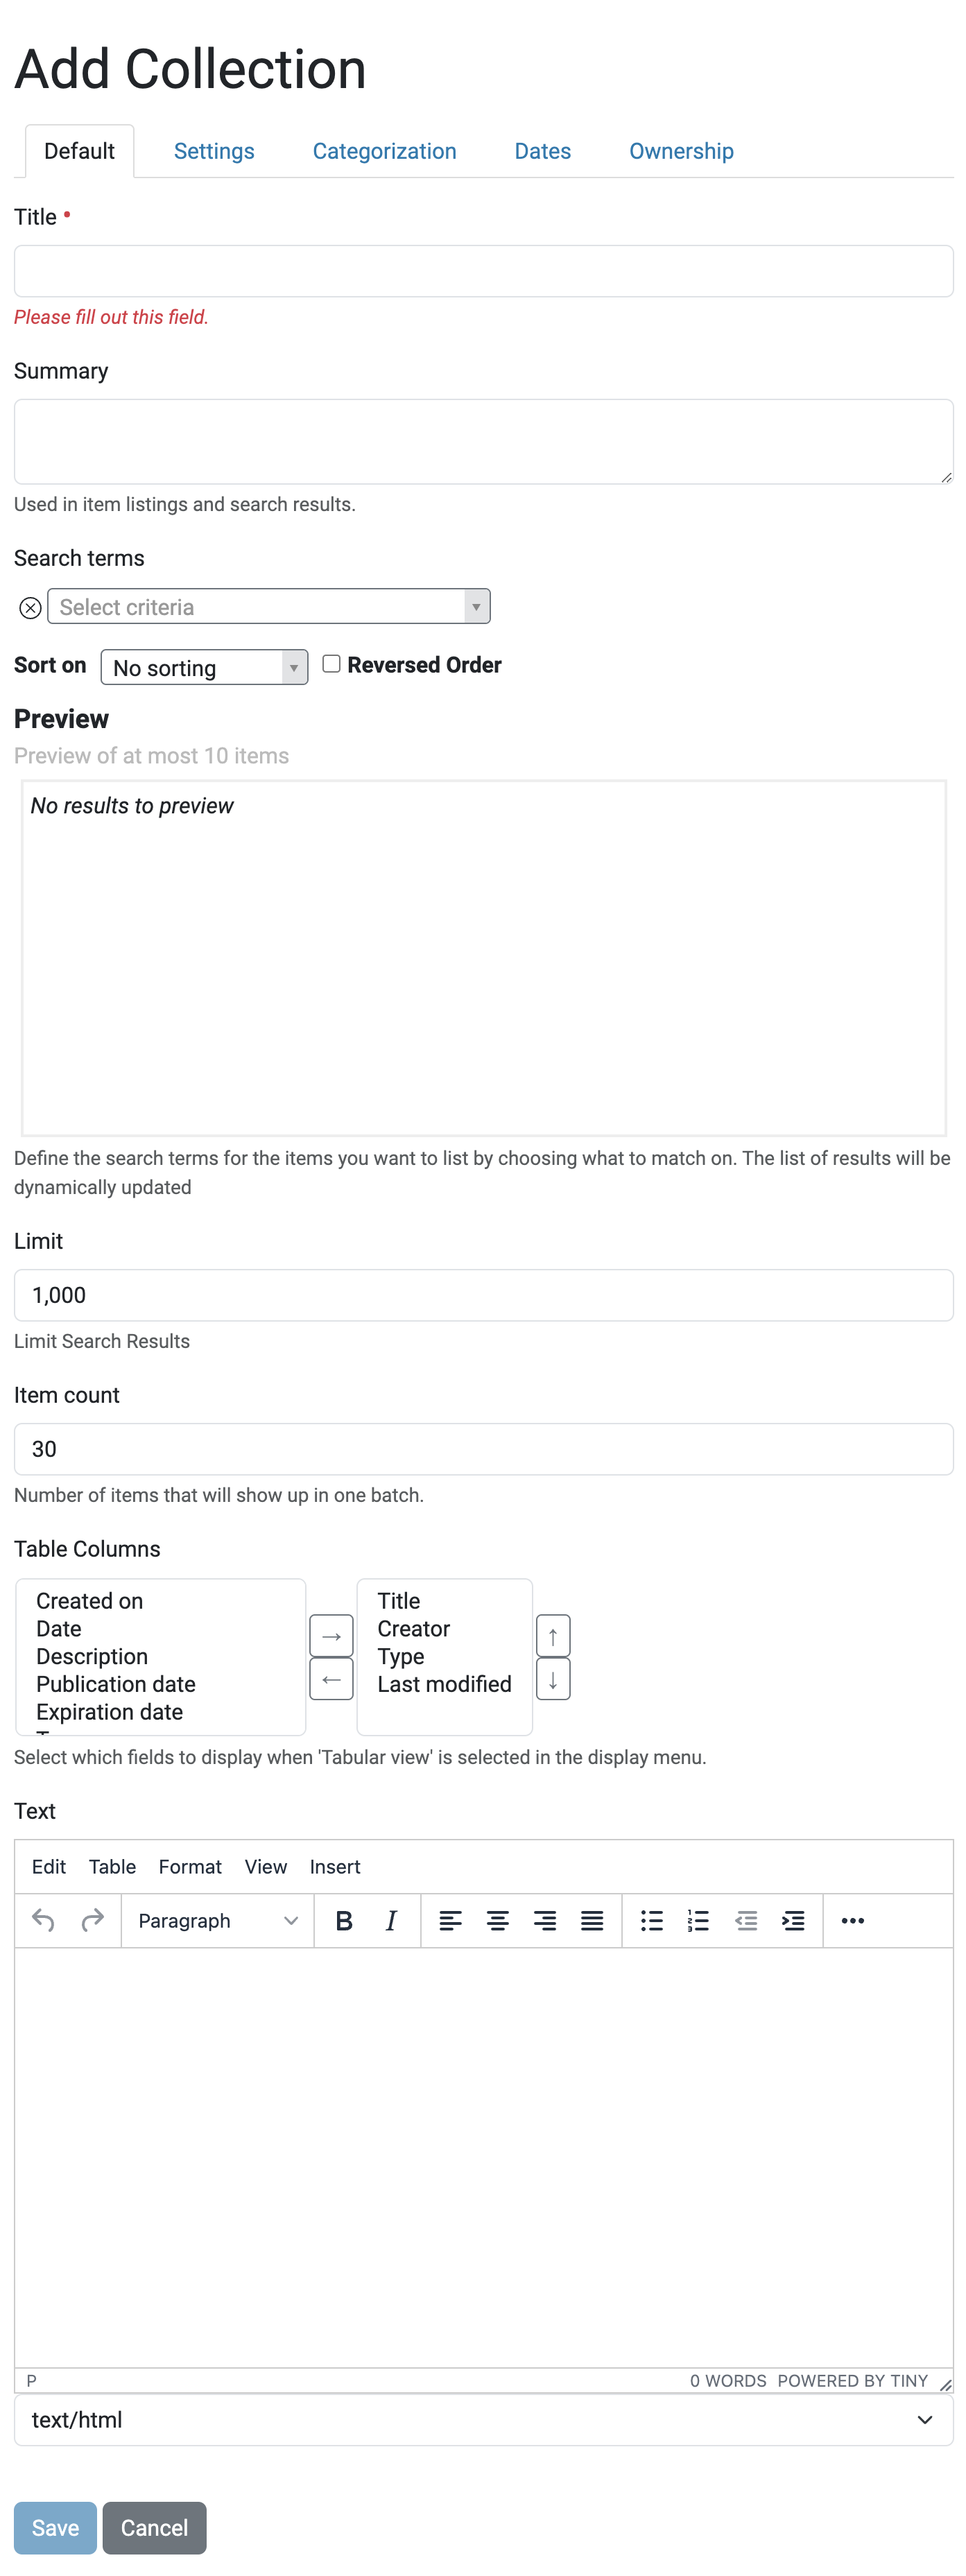 Add Collection
Default Settings Categorization Dates Ownership
Title •
Please fill out this field.
Summary
Used in item listings and search results.
Search terms
Select criteria
Sort on No sorting Reversed Order
Preview
Preview of at most 10 items
No results to preview
Define the search terms for the items you want to list by choosing what to match on. The list of results will be
dynamically updated
Limit
1,000
Limit Search Results
Item count
30
Number of items that will show up in one batch.
Table Columns
Created on
Date
Description
Publication date
Expiration date
→
←
Title
Creator
Type
Last modified
↑
↓
Select which fields to display when 'Tabular view' is selected in the display menu.
Text
Edit Table Format View Insert
Paragraph B I •••
P 0 WORDS POWERED BY TINY
text/html
Save Cancel